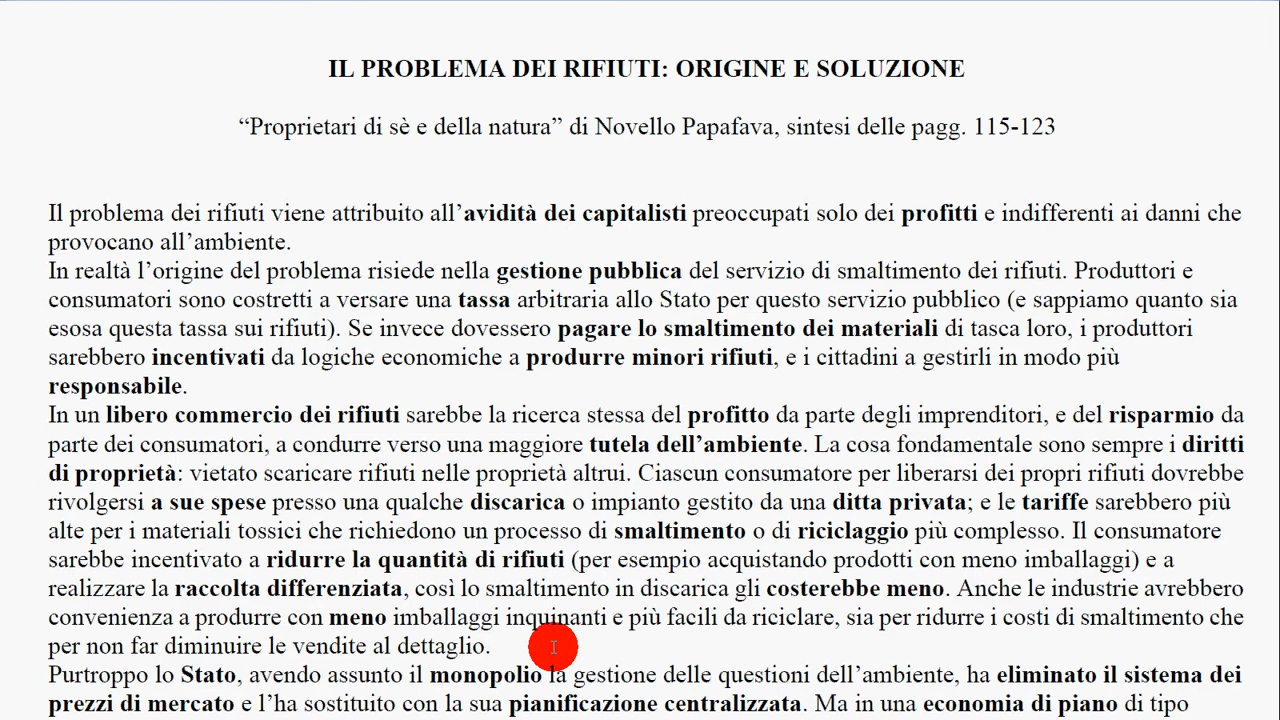 IL PROBLEMA DEI RIFIUTI: ORIGINE E SOLUZIONE
“Proprietari di sè e della natura” di Novello Papafava, sintesi delle pagg. 115-123
Il problema dei rifiuti viene attribuito all’avidità dei capitalisti preoccupati solo dei profitti e indifferenti ai danni che
provocano all’ambiente.
In realtà l’origine del problema risiede nella gestione pubblica del servizio di smaltimento dei rifiuti. Produttori e
consumatori sono costretti a versare una tassa arbitraria allo Stato per questo servizio pubblico (e sappiamo quanto sia
esosa questa tassa sui rifiuti). Se invece dovessero pagare lo smaltimento dei materiali di tasca loro, i produttori
sarebbero incentivati da logiche economiche a produrre minori rifiuti, e i cittadini a gestirli in modo più
responsabile.
In un libero commercio dei rifiuti sarebbe la ricerca stessa del profitto da parte degli imprenditori, e del risparmio da
parte dei consumatori, a condurre verso una maggiore tutela dell’ambiente. La cosa fondamentale sono sempre i diritti
di proprietà: vietato scaricare rifiuti nelle proprietà altrui. Ciascun consumatore per liberarsi dei propri rifiuti dovrebbe
rivolgersi a sue spese presso una qualche discarica o impianto gestito da una ditta privata; e le tariffe sarebbero più
alte per i materiali tossici che richiedono un processo di smaltimento o di riciclaggio più complesso. Il consumatore
sarebbe incentivato a ridurre la quantità di rifiuti (per esempio acquistando prodotti con meno imballaggi) e a
realizzare la raccolta differenziata, così lo smaltimento in discarica gli costerebbe meno. Anche le industrie avrebbero
convenienza a produrre con meno imballaggi inquinanti e più facili da riciclare, sia per ridurre i costi di smaltimento che
per non far diminuire le vendite al dettaglio.
Purtroppo lo Stato, avendo assunto il monopolio la gestione delle questioni dell’ambiente, ha eliminato il sistema dei
prezzi di mercato e l’ha sostituito con la sua pianificazione centralizzata. Ma in una economia di piano di tipo